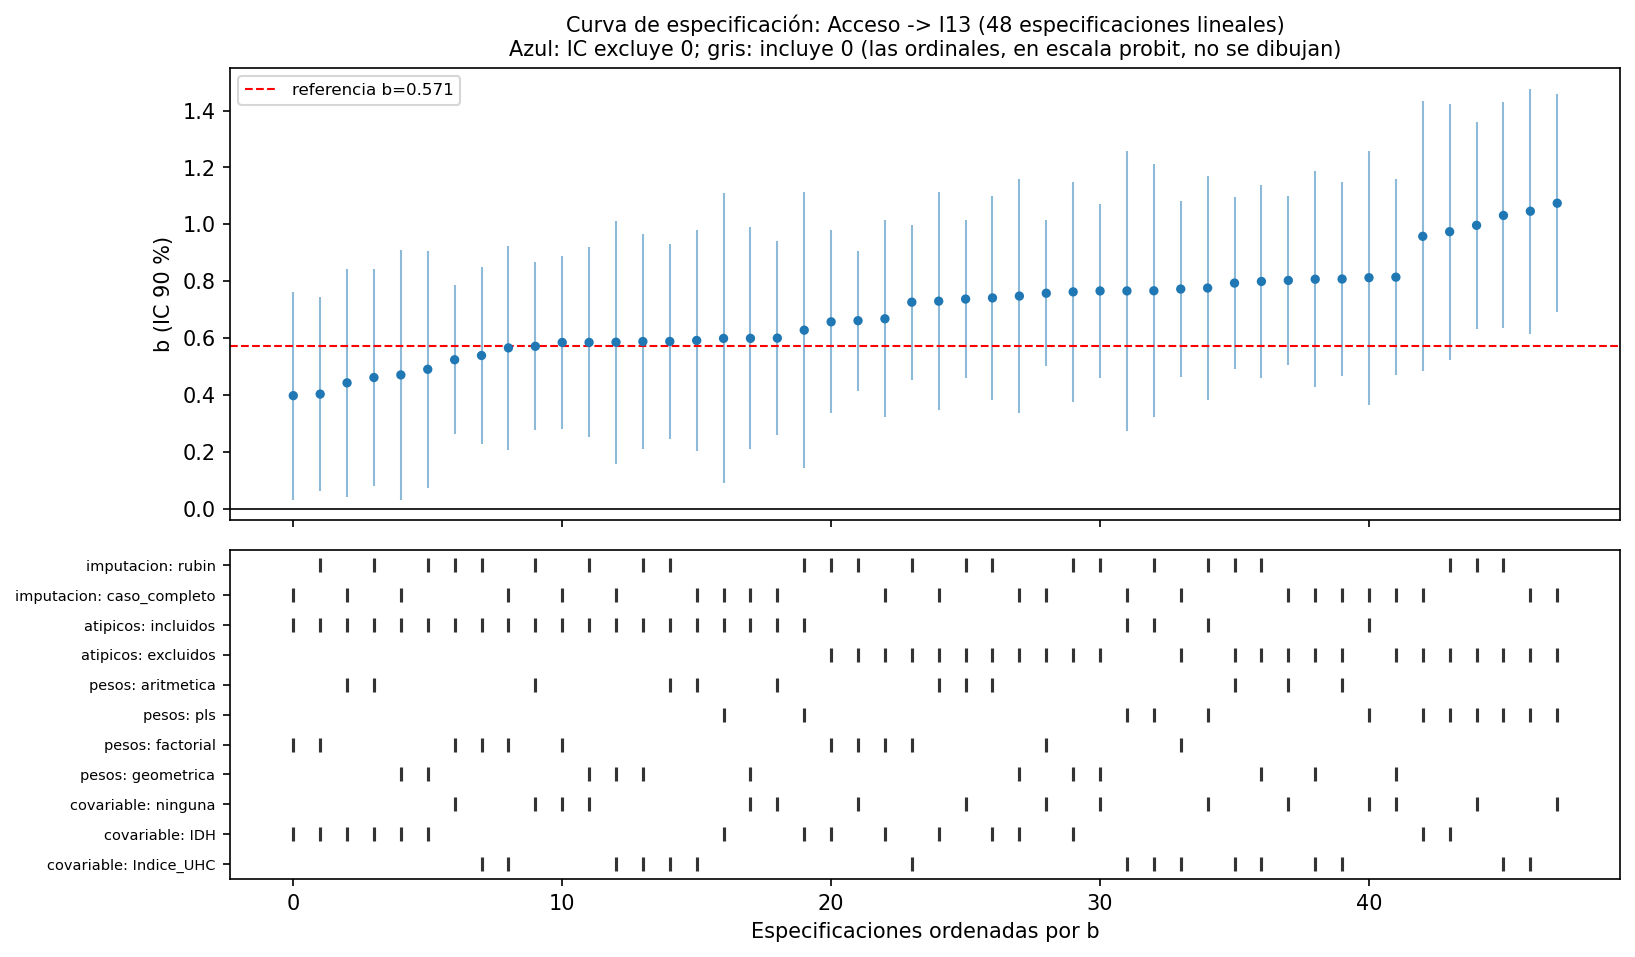 Curva de especificación: Acceso -> I13 (48 especificaciones lineales)
Azul: IC excluye 0; gris: incluye 0 (las ordinales, en escala probit, no se dibujan)
referencia b=0.571
b (IC 90 %)
1.4
1.2
1.0
0.8
0.6
0.4
0.2
0.0
imputacion: rubin
imputacion: caso_completo
atipicos: incluidos
atipicos: excluidos
pesos: aritmetica
pesos: pls
pesos: factorial
pesos: geometrica
covariable: ninguna
covariable: IDH
covariable: Indice_UHC
0 10 20 30 40
Especificaciones ordenadas por b